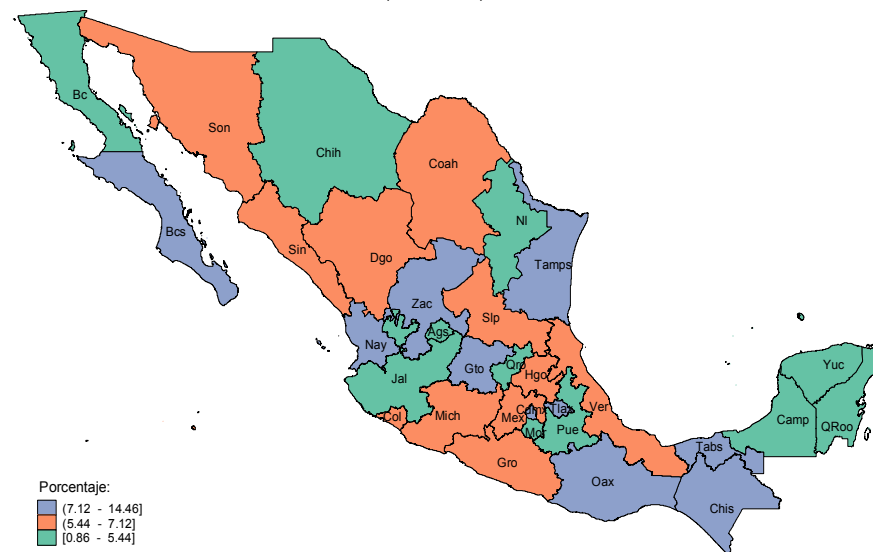 Bc
Son
Chih
Coah
Bcs
Nl
Sin
Dgo
Tamps
Zac
Slp
Ags
Nay
Gto
Qro
Hgo
Yuc
Jal
Col
Mich
Mex
Cdmx
Tlax
Ver
Camp
QRoo
Mor
Pue
Tabs
Gro
Oax
Chis
Porcentaje:
(7.12 - 14.46]
(5.44 - 7.12]
[0.86 - 5.44]